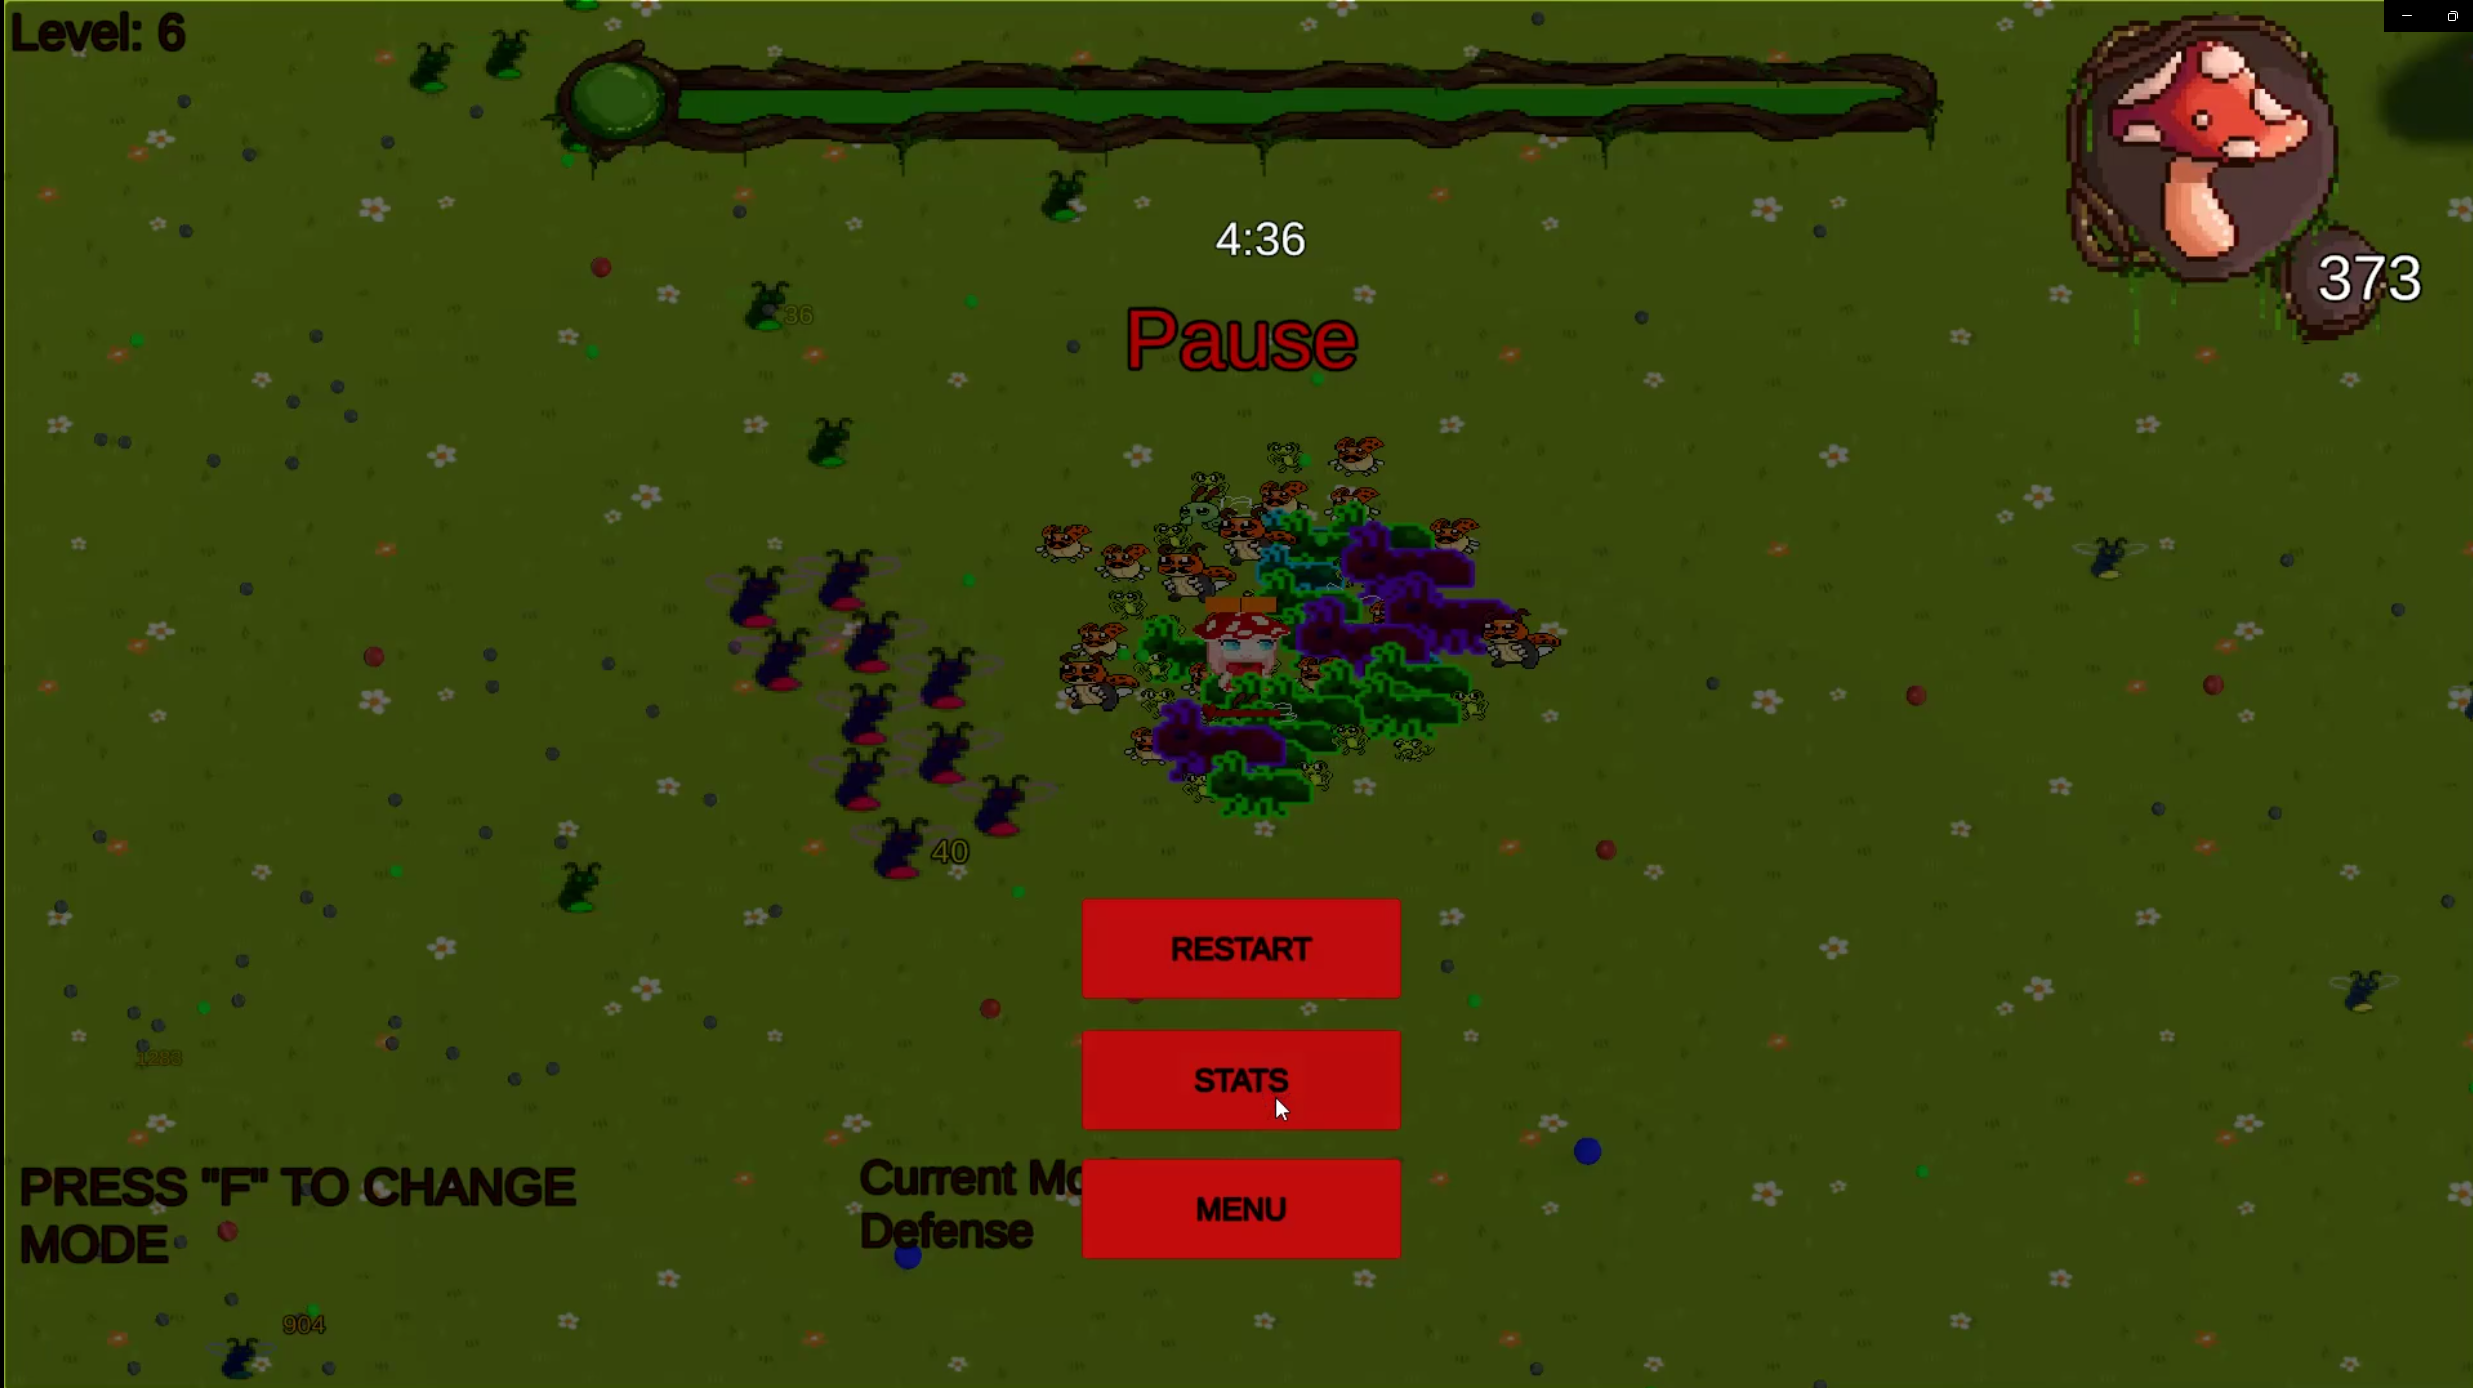 Level: 6
4:36
373
Pause
36
40
RESTART
STATS
1283
PRESS "F" TO CHANGE
MODE
Current Mo
Defense
MENU
904